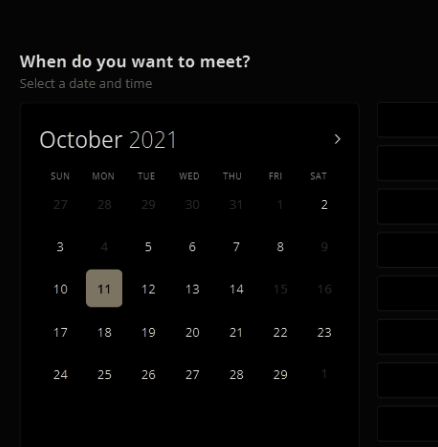 When do you want to meet?
Select a date and time
October 2021 >
SUN MON TUE WED THU FRI SAT
27 28 29 30 31 1 2
3 4 5 6 7 8 9
10 11 12 13 14 15 16
17 18 19 20 21 22 23
24 25 26 27 28 29 1